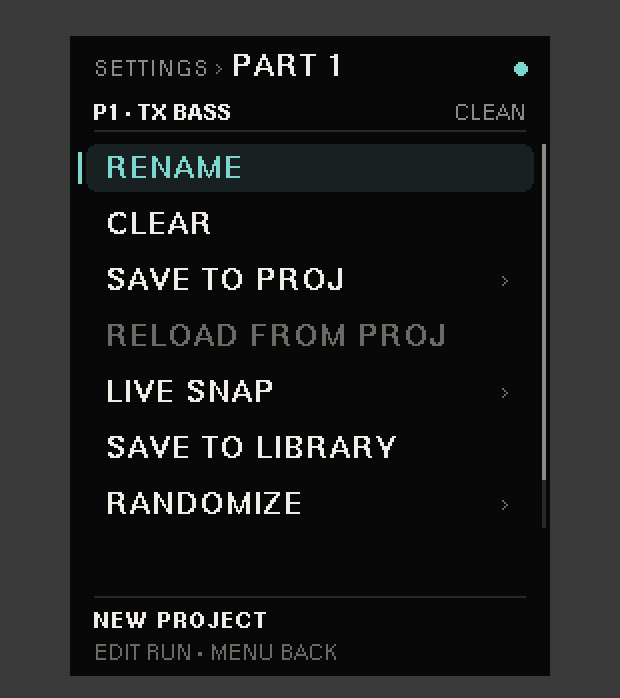 SETTINGS › PART 1
P1 · TX BASS CLEAN
RENAME
CLEAR
SAVE TO PROJ ›
RELOAD FROM PROJ
LIVE SNAP ›
SAVE TO LIBRARY
RANDOMIZE ›
NEW PROJECT
EDIT RUN · MENU BACK